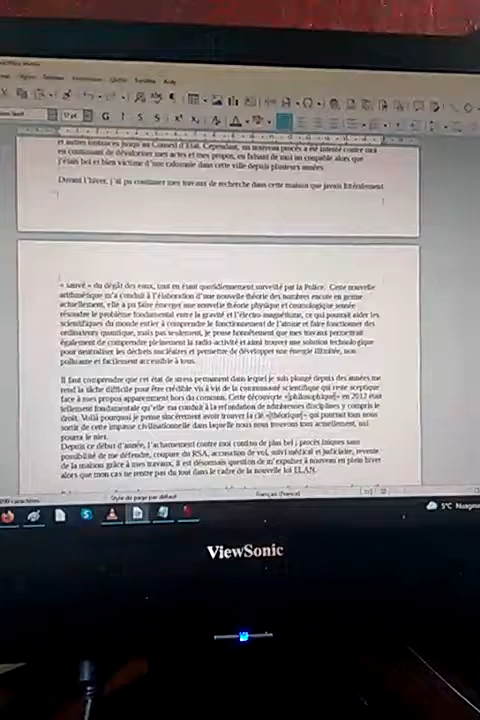 et autres instances jusqu'au Conseil d'Etat. Cependant, un nouveau procès a été intenté contre moi
en continuant de dévaloriser mes actes et mes propos, en faisant de moi un coupable alors que
j'étais bel et bien victime d'une calomnie dans cette ville depuis plusieurs années.
Durant l'hiver, j'ai pu continuer mes travaux de recherche dans cette maison que javais littéralement
« sauvé » du dégât des eaux, tout en étant quotidiennement surveillé par la Police. Cette nouvelle
arithmétique m'a conduit à l'élaboration d'une nouvelle théorie des nombres encore en germe
actuellement, elle a pu faire émerger une nouvelle théorie physique et cosmologique
résoudre le problème fondamental entre la gravité et l'électro-magnétisme, ce qui pourrait aider les
scientifiques du monde entier à comprendre le fonctionnement de l'atome et faire fonctionner des
ordinateurs quantique, mais pas seulement, je pense honnêtement que mes travaux permettrait
également de comprendre pleinement la radio-activité et ainsi trouver une solution technologique
pour neutraliser les déchets nucléaires et permettre de développer une énergie illimitée, non
polluante et facilement accessible à tous.
Il faut comprendre que cet état de stress permanent dans lequel je suis plongé depuis des années me
rend la tâche difficile pour être crédible vis à vis de la communauté scientifique qui reste sceptique
face à mes propos apparemment hors du commun. Cette découverte «philosophique» en 2012 était
tellement fondamentale qu'elle ma conduit à la refondation de nombreuses disciplines y compris le
droit. Voilà pourquoi je pense sincèrement avoir trouver la clé «théorique» qui pourrait tous nous
sortir de cette impasse civilisationnelle dans laquelle nous nous trouvons tous actuellement, qui
pourra le nier.
Depuis ce début d'année, l'acharnement contre moi continu de plus bel ; procès iniques sans
possibilité de me défendre, coupure du RSA, accusation de vol, suivi médical et judiciaire, revente
de la maison grâce à mes travaux, il est désormais question de m'expulser à nouveau en plein hiver
alors que mon cas ne rentre pas du tout dans le cadre de la nouvelle loi ELAN.
Style de page par défaut
Français (France)
5°C Nuageux
ViewSonic